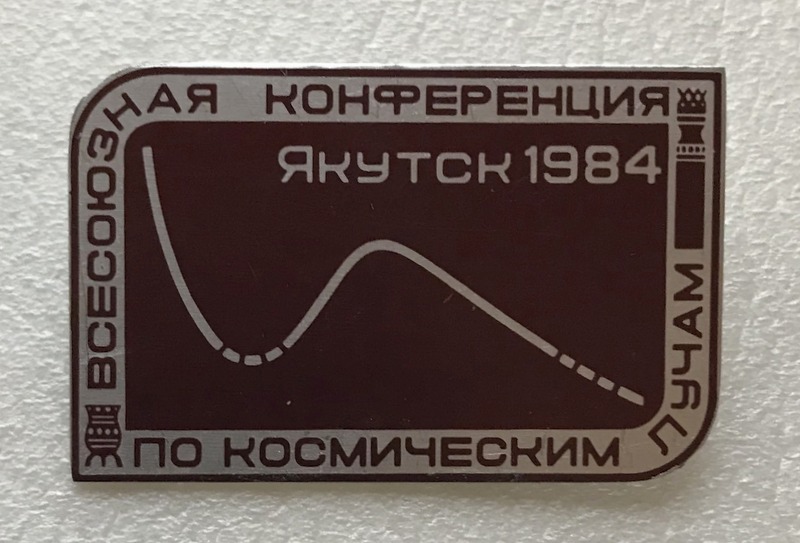 ВСЕСОЮЗНАЯ КОНФЕРЕНЦИЯ
ЯКУТСК 1984
ПО КОСМИЧЕСКИМ ЛУЧАМ